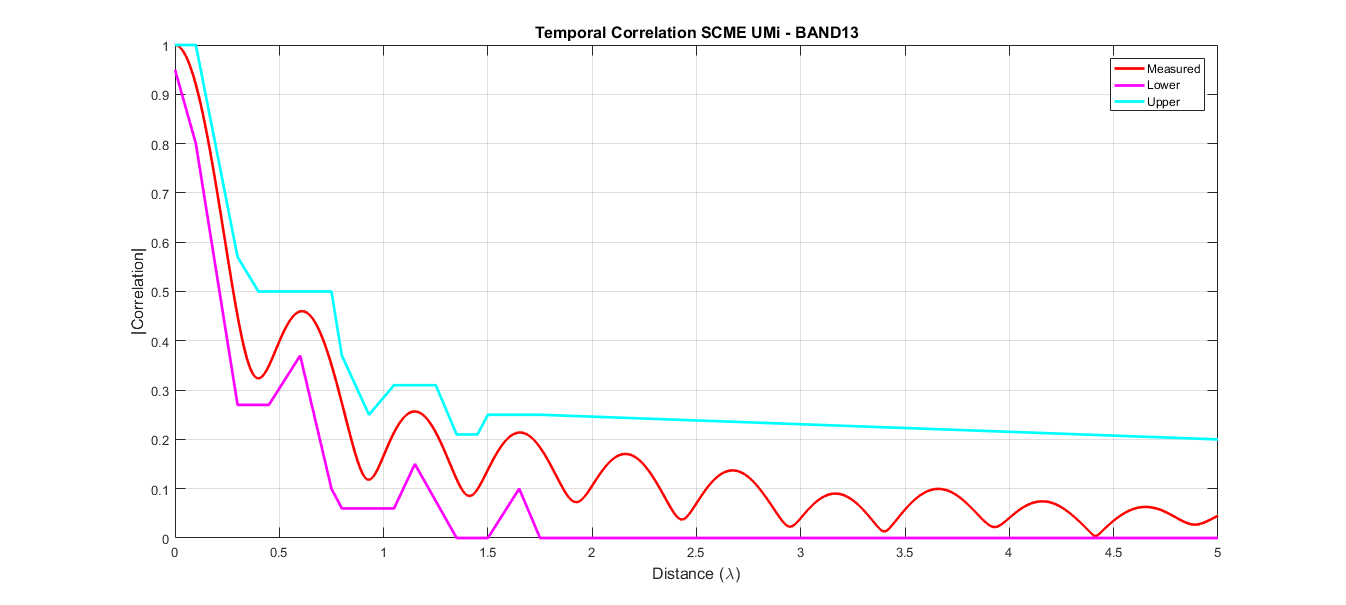 Temporal Correlation SCME UMi - BAND13
Measured
Lower
Upper
|Correlation|
1
0.9
0.8
0.7
0.6
0.5
0.4
0.3
0.2
0.1
0
0 0.5 1 1.5 2 2.5 3 3.5 4 4.5 5
Distance (λ)